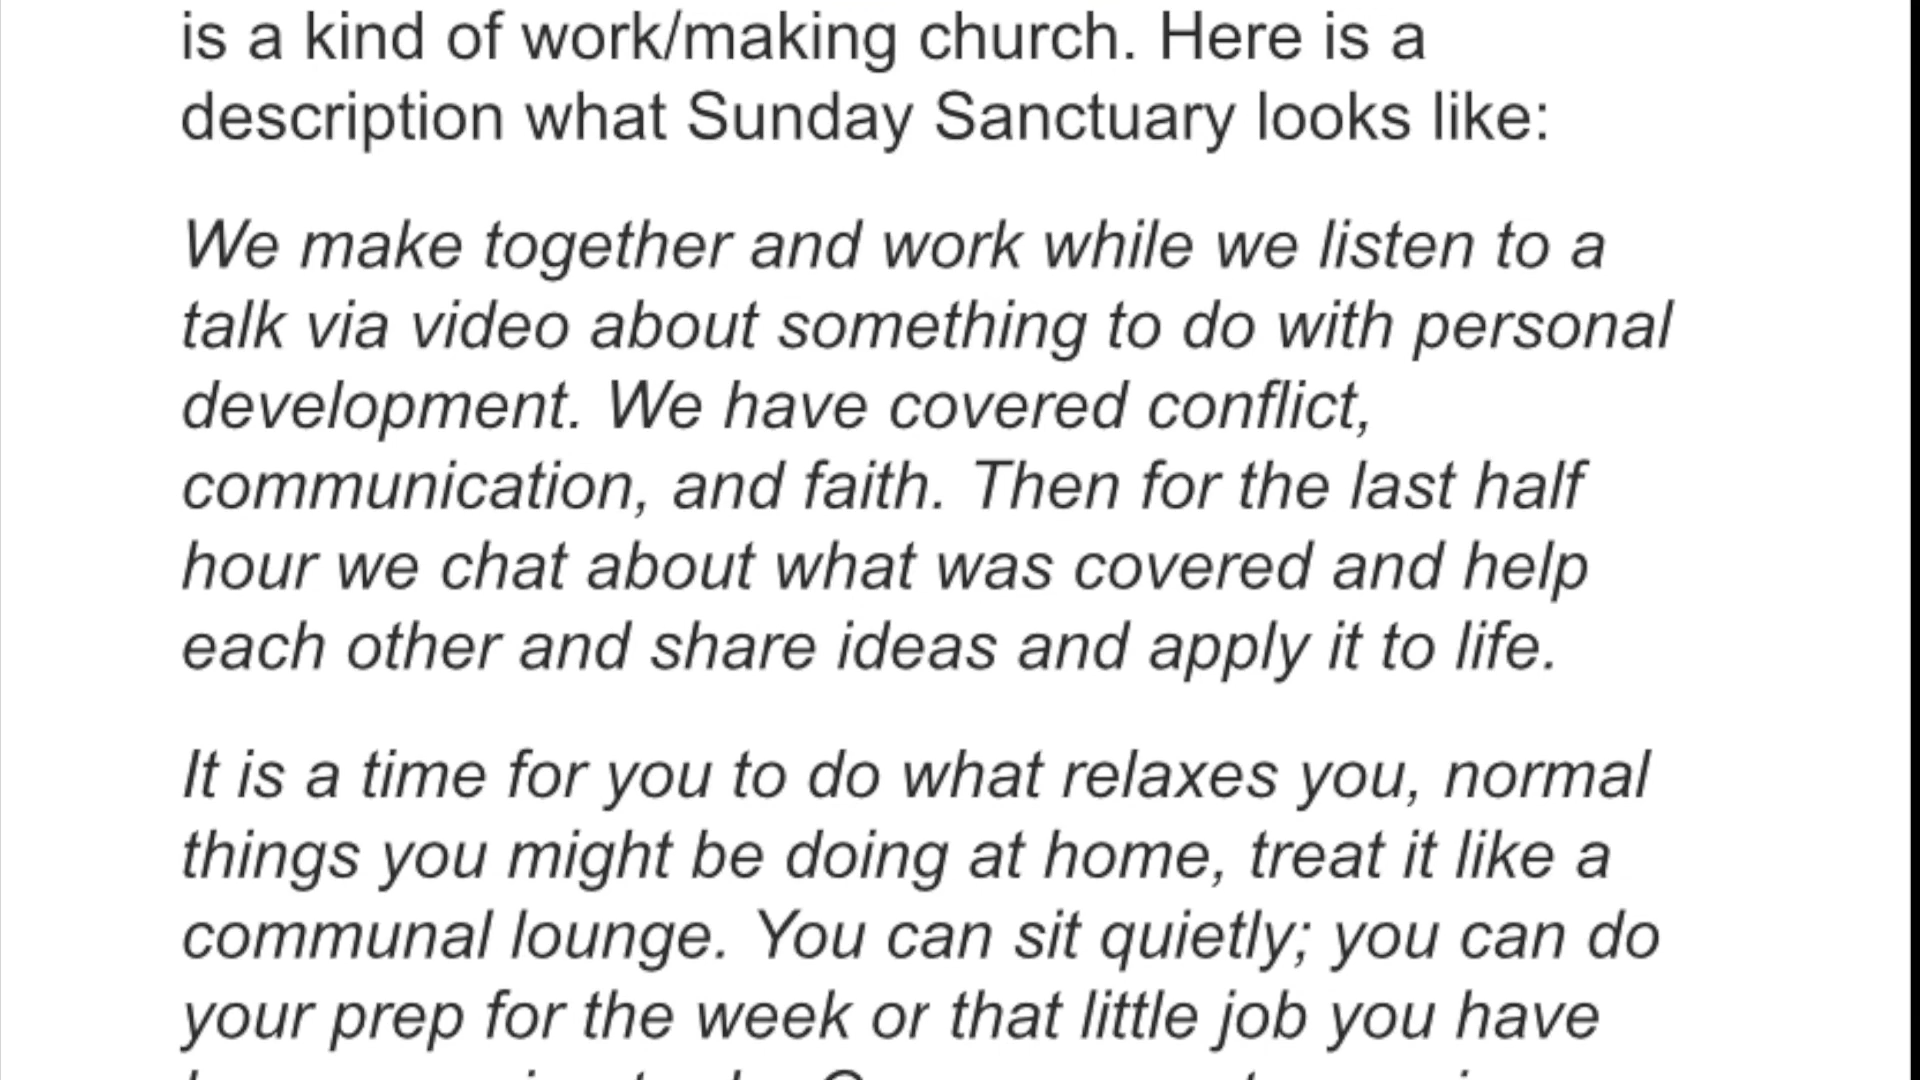 is a kind of work/making church. Here is a
description what Sunday Sanctuary looks like:
We make together and work while we listen to a
talk via video about something to do with personal
development. We have covered conflict,
communication, and faith. Then for the last half
hour we chat about what was covered and help
each other and share ideas and apply it to life.
It is a time for you to do what relaxes you, normal
things you might be doing at home, treat it like a
communal lounge. You can sit quietly; you can do
your prep for the week or that little job you have